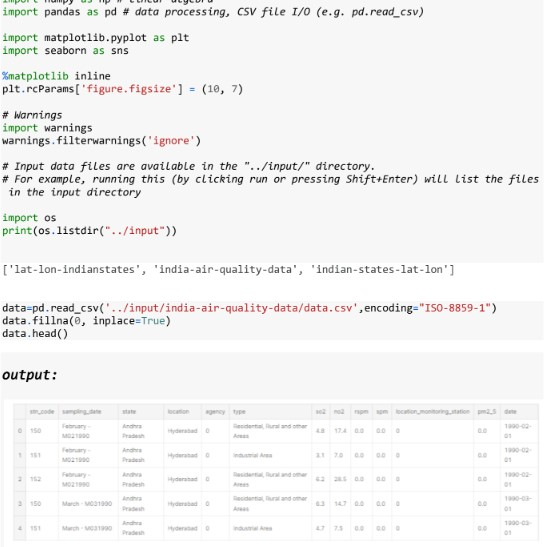 import numpy as np # linear algebra
import pandas as pd # data processing, CSV file I/O (e.g. pd.read_csv)
import matplotlib.pyplot as plt
import seaborn as sns
%matplotlib inline
plt.rcParams['figure.figsize'] = (10, 7)
# Warnings
import warnings
warnings.filterwarnings('ignore')
# Input data files are available in the "../input/" directory.
# For example, running this (by clicking run or pressing Shift+Enter) will list the files
in the input directory
import os
print(os.listdir("../input"))
['lat-lon-indianstates', 'india-air-quality-data', 'indian-states-lat-lon']
data=pd.read_csv('../input/india-air-quality-data/data.csv',encoding="ISO-8859-1")
data.fillna(0, inplace=True)
data.head()
output:
stn_code sampling_date state location agency type so2 no2 rspm spm location_monitoring_station pm2_5 date
0 150 February - M021990 Andhra Pradesh Hyderabad 0 Residential, Rural and other Areas 4.8 17.4 0.0 0.0 0 0.0 1990-02-01
1 151 February - M021990 Andhra Pradesh Hyderabad 0 Industrial Area 3.1 7.0 0.0 0.0 0 0.0 1990-02-01
2 152 February - M021990 Andhra Pradesh Hyderabad 0 Residential, Rural and other Areas 6.2 28.5 0.0 0.0 0 0.0 1990-02-01
3 150 March - M031990 Andhra Pradesh Hyderabad 0 Residential, Rural and other Areas 6.3 14.7 0.0 0.0 0 0.0 1990-03-01
4 151 March - M031990 Andhra Pradesh Hyderabad 0 Industrial Area 4.7 7.5 0.0 0.0 0 0.0 1990-03-01